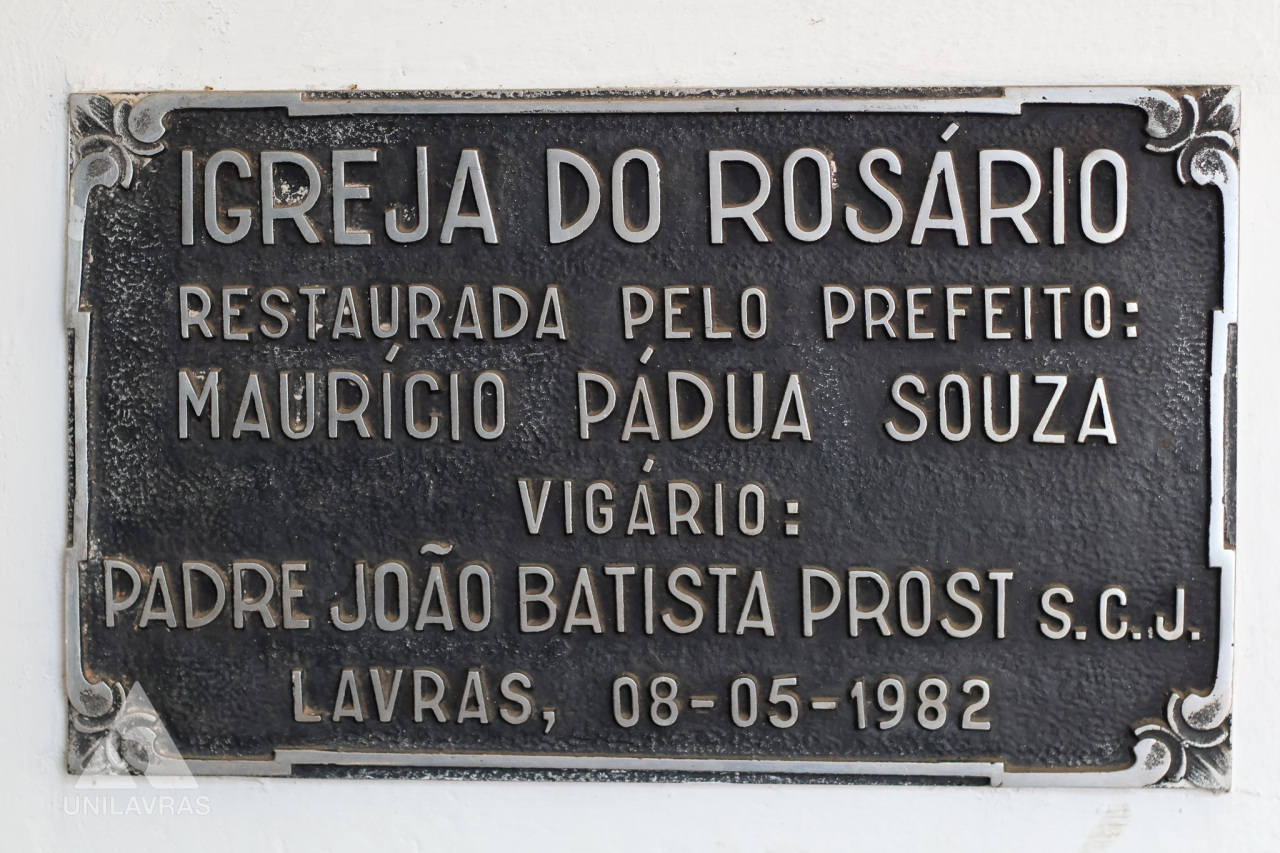 IGREJA DO ROSÁRIO
RESTAURADA PELO PREFEITO:
MAURÍCIO PÁDUA SOUZA
VIGÁRIO:
PADRE JOÃO BATISTA PROST S.C.J.
LAVRAS, 08-05-1982
UNILAVRAS